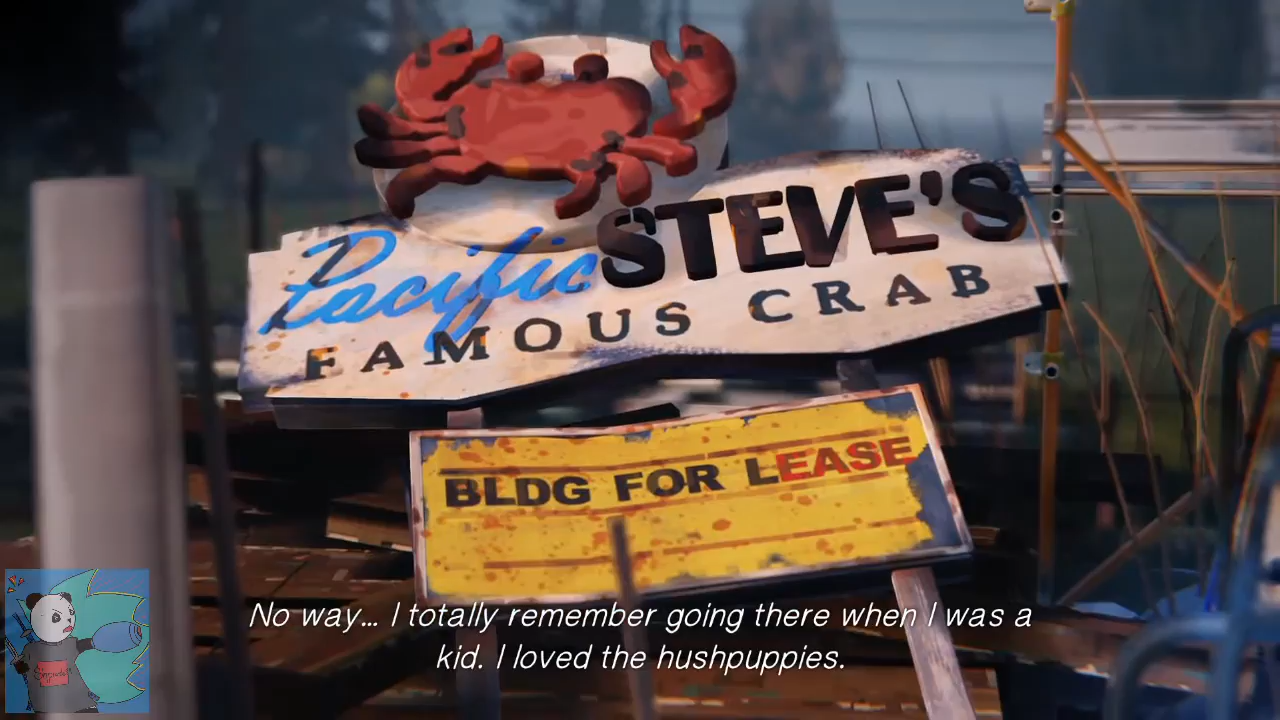 Pacific STEVE'S
FAMOUS CRAB
BLDG FOR LEASE
No way... I totally remember going there when I was a
kid. I loved the hushpuppies.